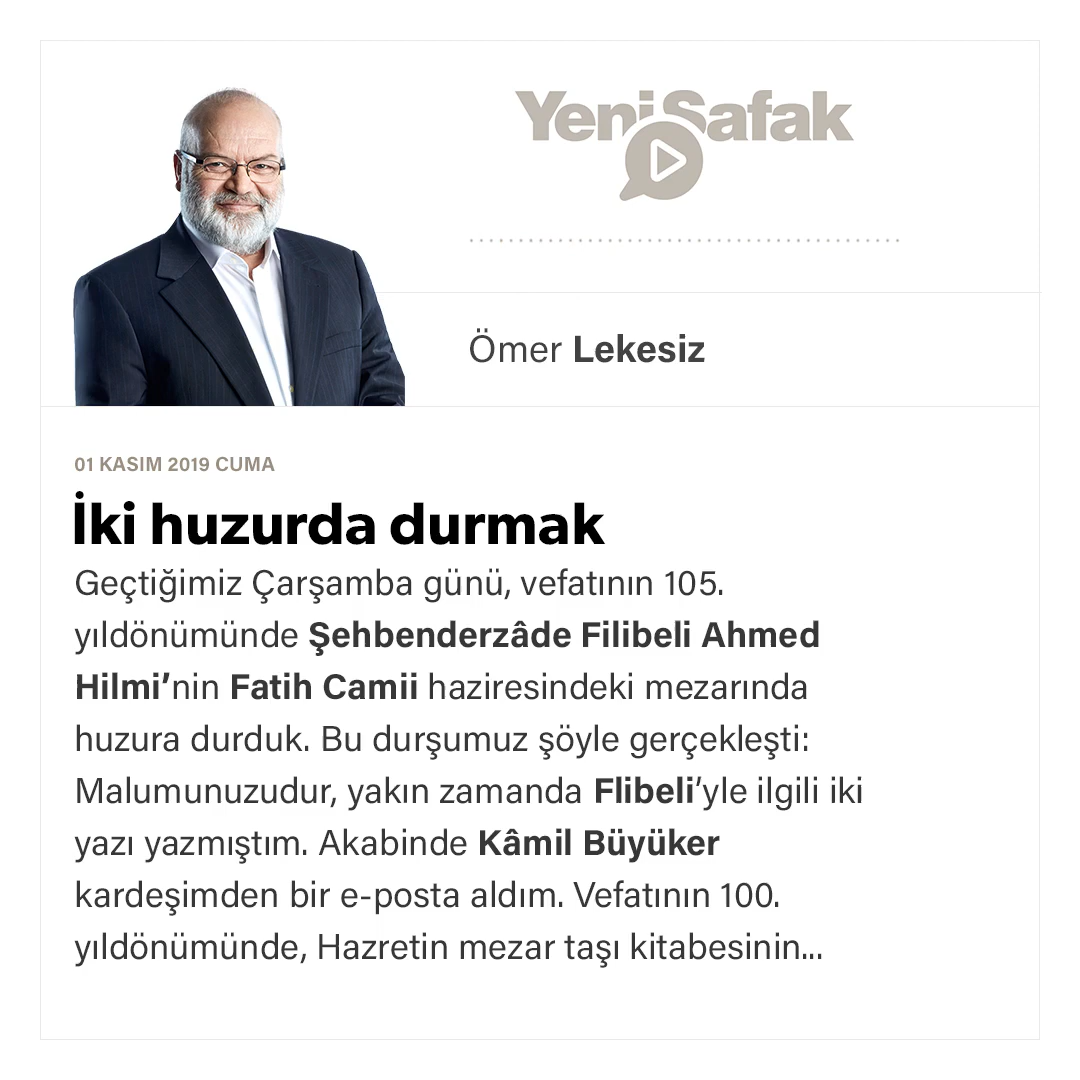 YeniSafak
Ömer Lekesiz
01 KASIM 2019 CUMA
İki huzurda durmak
Geçtiğimiz Çarşamba günü, vefatının 105.
yıldönümünde Şehbenderzâde Filibeli Ahmed
Hilmi’nin Fatih Camii haziresindeki mezarında
huzura durduk. Bu durşumuz şöyle gerçekleşti:
Malumunuzudur, yakın zamanda Flibeli’yle ilgili iki
yazı yazmıştım. Akabinde Kâmil Büyüker
kardeşimden bir e-posta aldım. Vefatının 100.
yıldönümünde, Hazretin mezar taşı kitabesinin...